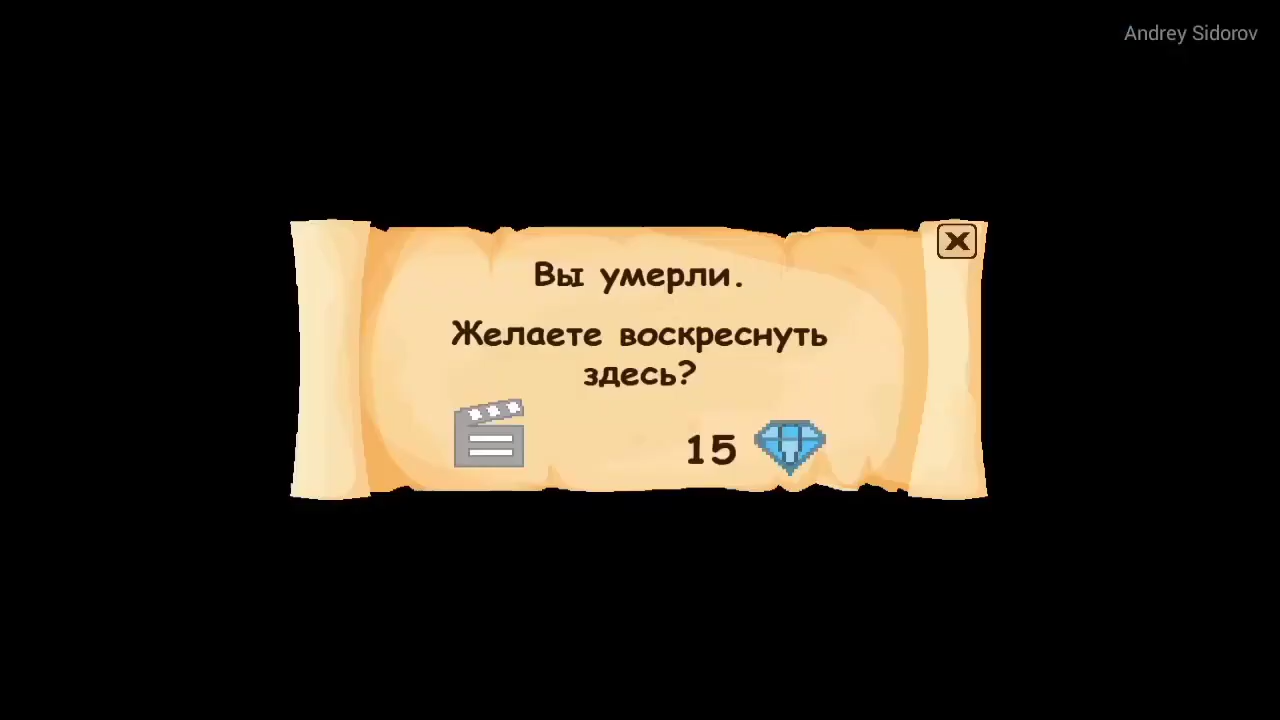 Andrey Sidorov
Вы умерли.
Желаете воскреснуть
здесь?
15